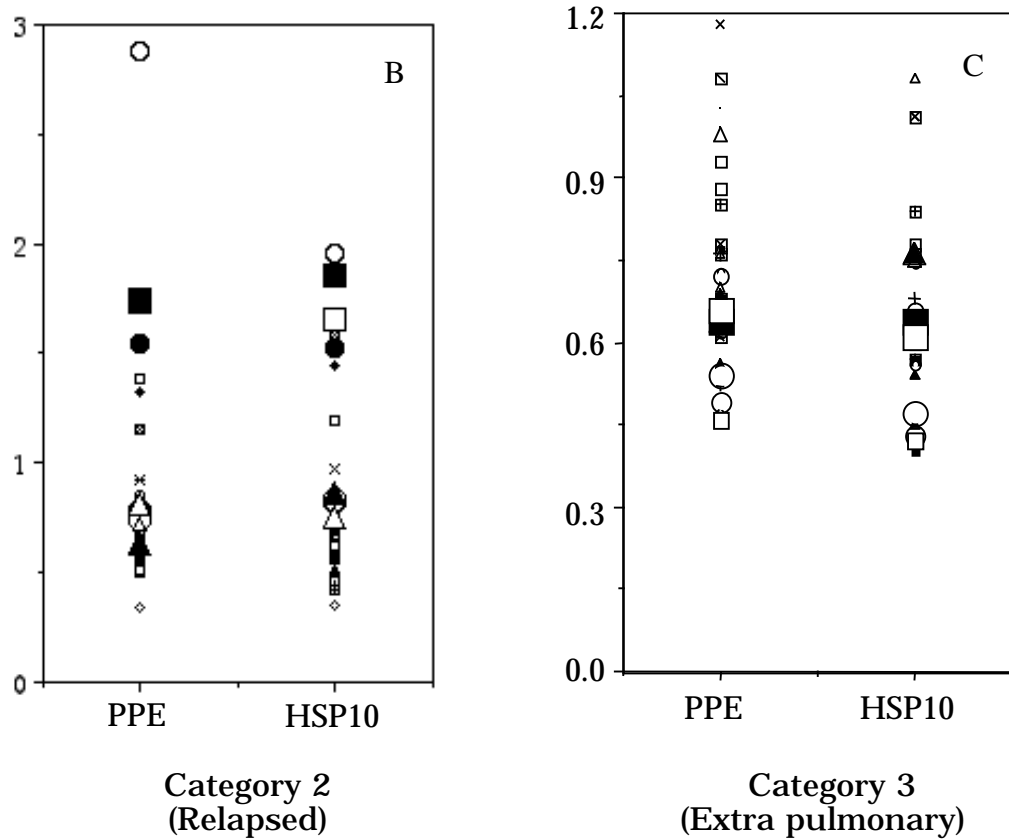 B
3
2
1
0
PPE HSP10
Category 2
(Relapsed)
C
1.2
0.9
0.6
0.3
0.0
PPE HSP10
Category 3
(Extra pulmonary)